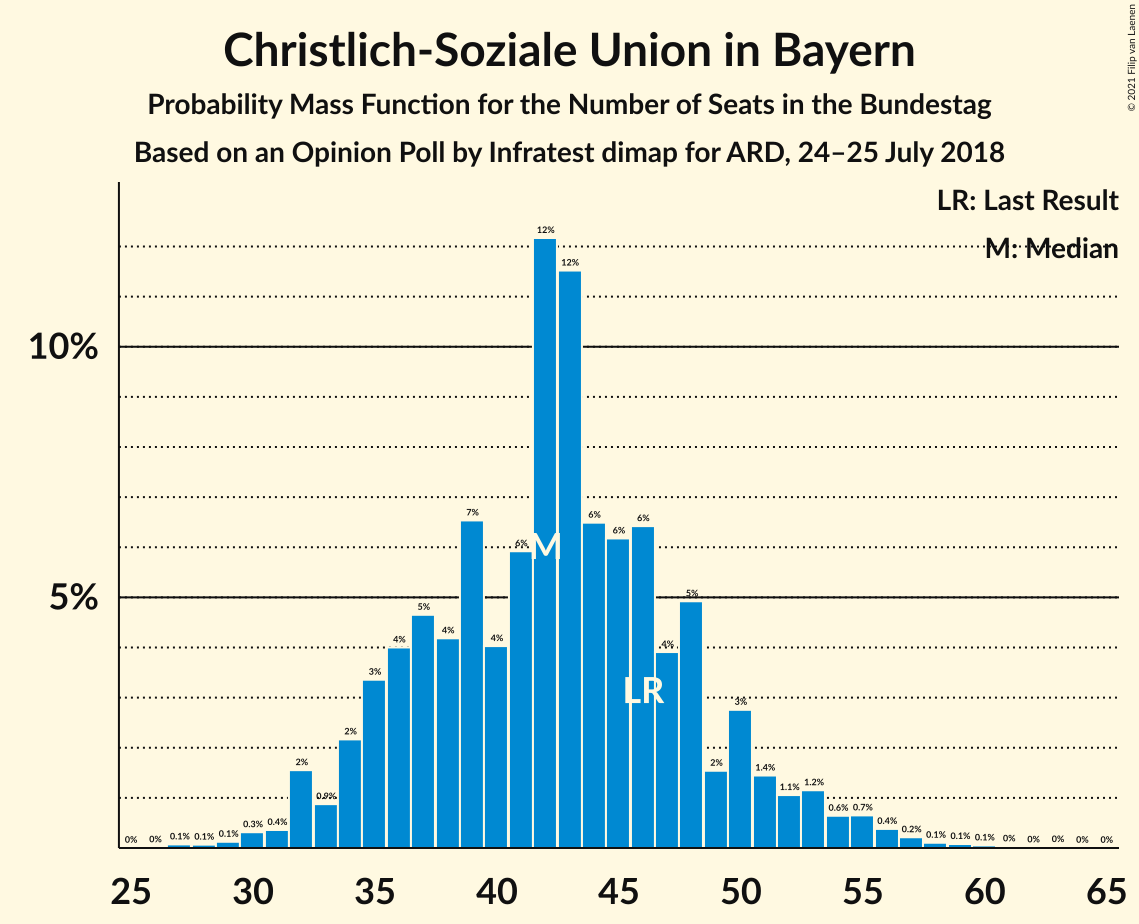 Christlich-Soziale Union in Bayern
Probability Mass Function for the Number of Seats in the Bundestag
Based on an Opinion Poll by Infratest dimap for ARD, 24–25 July 2018
© 2021 Filip van Laenen
LR: Last Result
M: Median
10%
5%
0% 0% 0.1% 0.1% 0.1% 0.3% 0.4% 2% 0.9% 2% 3% 4% 5% 4% 7% 4% 6% 12% 12% 6% 6% 6% 4% 5% 2% 3% 1.4% 1.1% 1.2% 0.6% 0.7% 0.4% 0.2% 0.1% 0.1% 0.1% 0% 0% 0% 0% 0%
M
LR
25 30 35 40 45 50 55 60 65